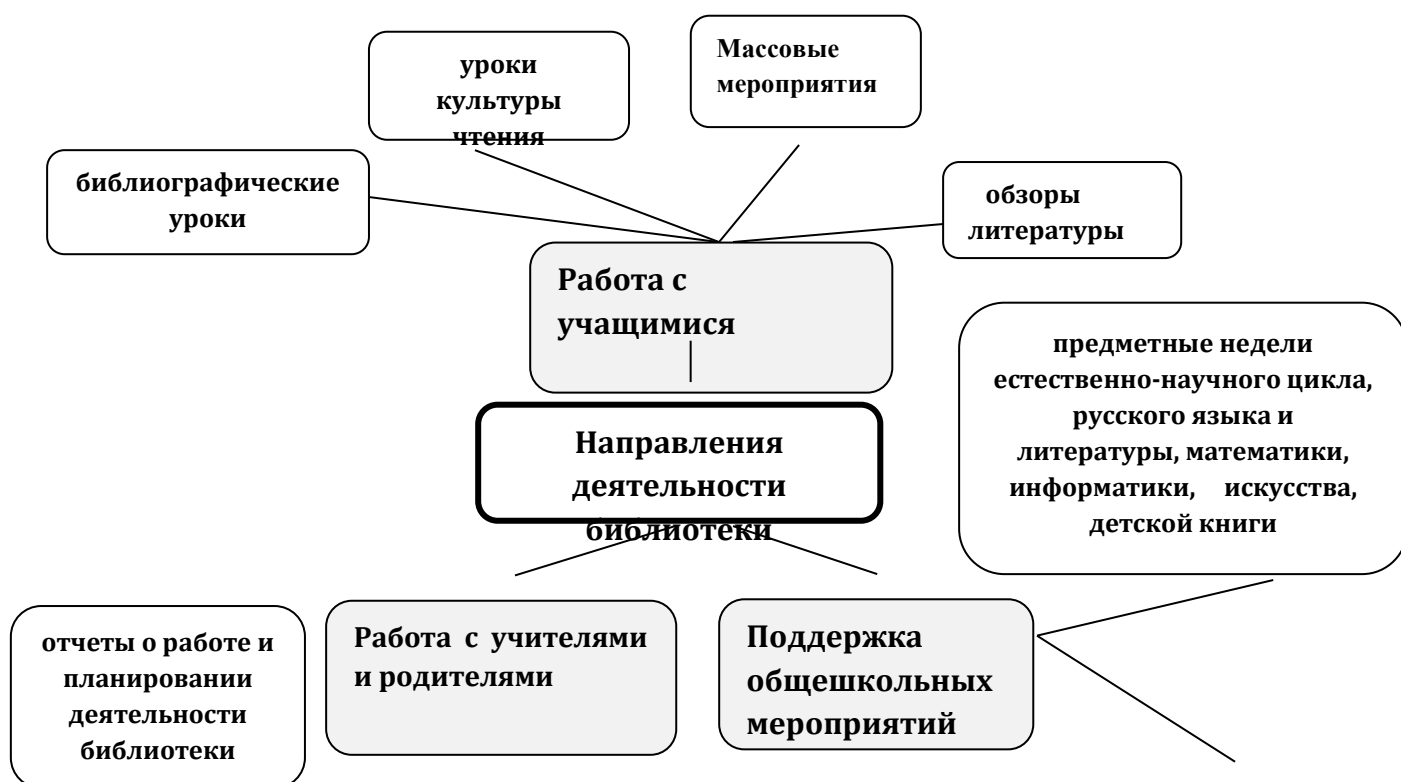 уроки
культуры
чтения
Массовые
мероприятия
библиографические
уроки
обзоры
литературы
Работа с
учащимися
предметные недели
естественно-научного цикла,
русского языка и
литературы, математики,
информатики, искусства,
детской книги
Направления
деятельности
библиотеки
отчеты о работе и
планировании
деятельности
библиотеки
Работа с учителями
и родителями
Поддержка
общешкольных
мероприятий